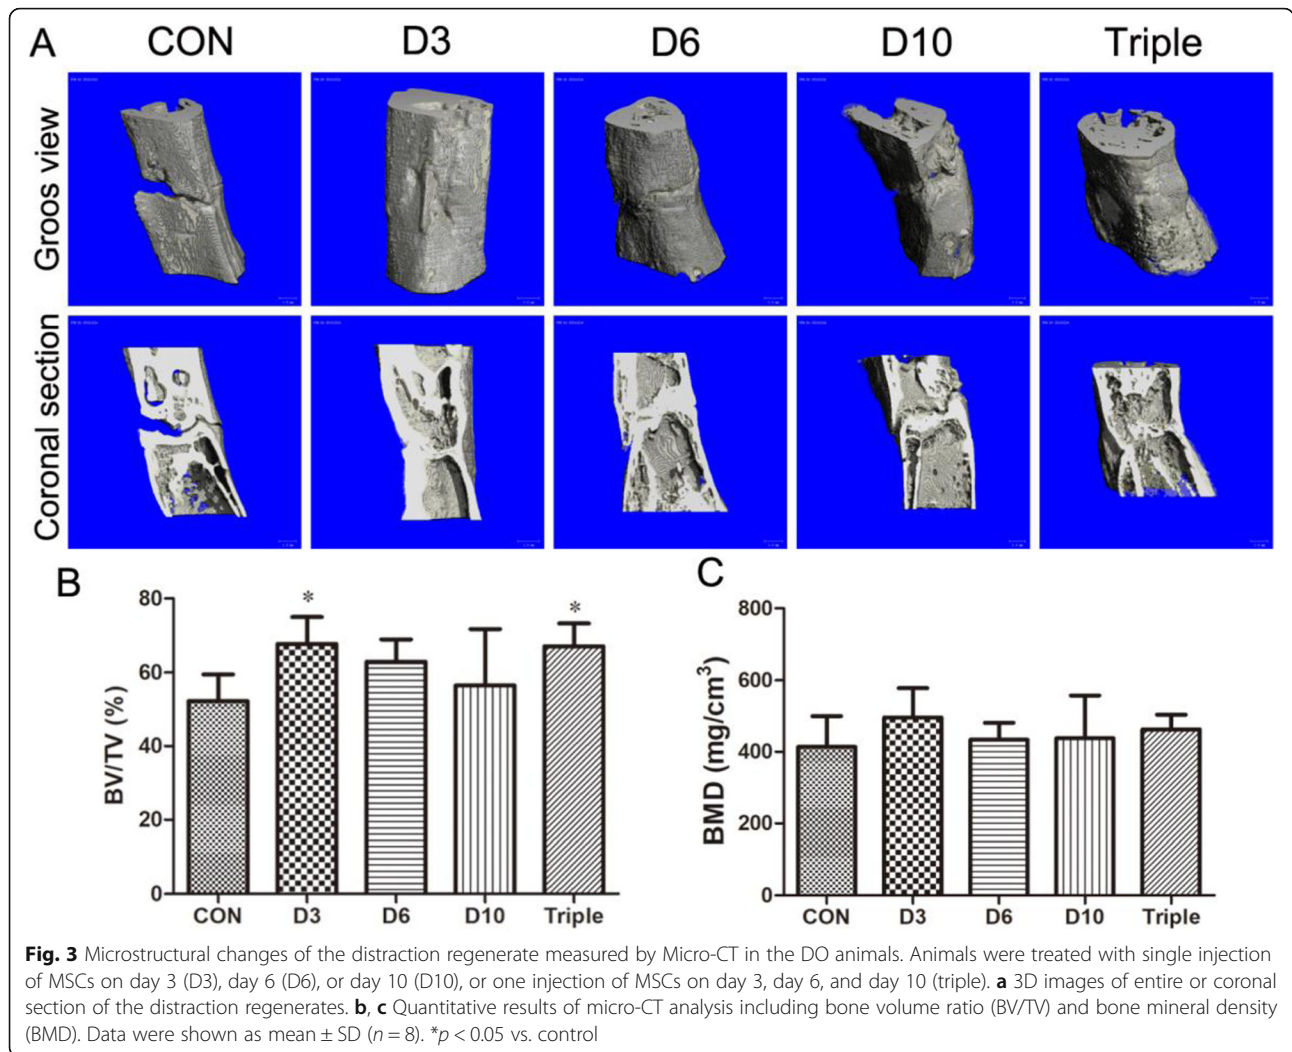 A
CON
D3
D6
D10
Triple
Groos view
Coronal section
B
BV/TV (%)
80
60
40
20
0
*
*
CON
D3
D6
D10
Triple
C
BMD (mg/cm³)
800
600
400
200
0
CON
D3
D6
D10
Triple
Fig. 3 Microstructural changes of the distraction regenerate measured by Micro-CT in the DO animals. Animals were treated with single injection
of MSCs on day 3 (D3), day 6 (D6), or day 10 (D10), or one injection of MSCs on day 3, day 6, and day 10 (triple). a 3D images of entire or coronal
section of the distraction regenerates. b, c Quantitative results of micro-CT analysis including bone volume ratio (BV/TV) and bone mineral density
(BMD). Data were shown as mean ± SD (n = 8). *p < 0.05 vs. control